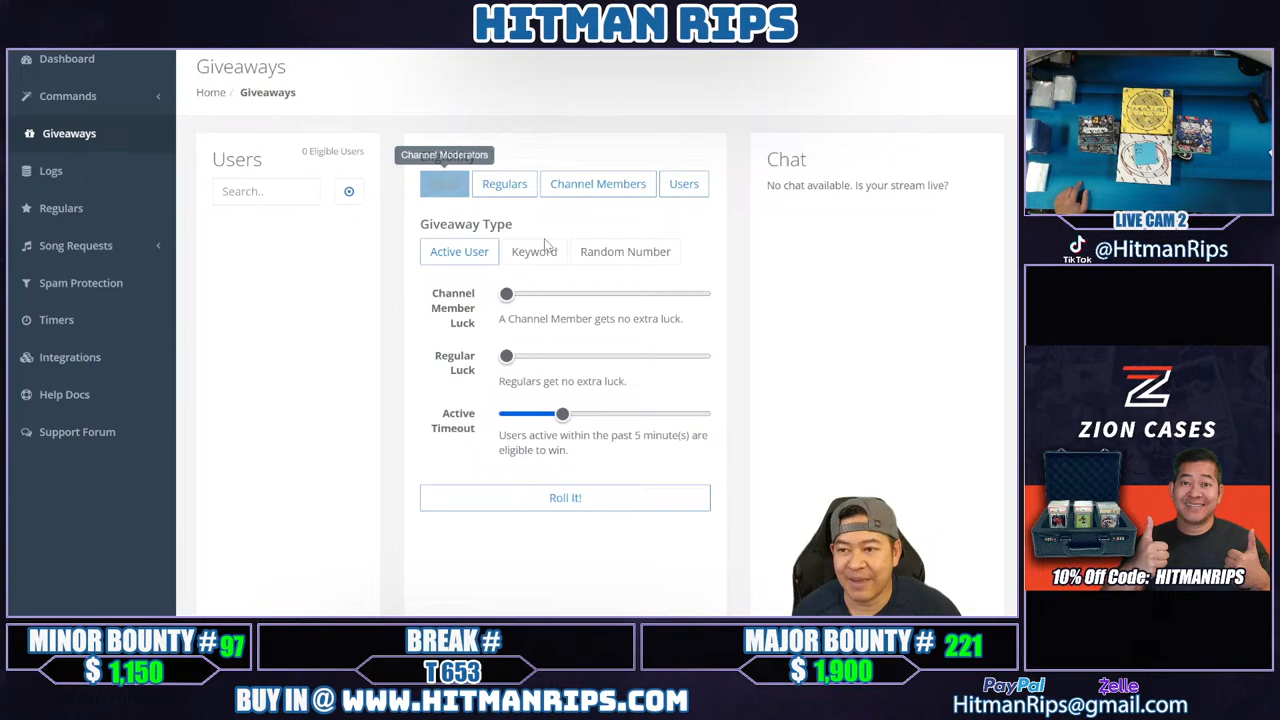 HITMAN RIPS
Dashboard
Commands
Giveaways
Logs
Regulars
Song Requests
Spam Protection
Timers
Integrations
Help Docs
Support Forum
Giveaways
Home / Giveaways
Users
0 Eligible Users
Search..
Channel Moderators
Regulars
Channel Members
Users
Giveaway Type
Active User
Keyword
Random Number
Channel
Member
Luck
A Channel Member gets no extra luck.
Regular
Luck
Regulars get no extra luck.
Active
Timeout
Users active within the past 5 minute(s) are
eligible to win.
Roll It!
Chat
No chat available. Is your stream live?
LIVE CAM 2
TikTok
@HitmanRips
Z
ZION CASES
10% Off Code: HITMANRIPS
MINOR BOUNTY # 97
$ 1,150
BREAK #
T 653
MAJOR BOUNTY # 221
$ 1,900
BUY IN @ WWW.HITMANRIPS.COM
PayPal
Zelle
HitmanRips@gmail.com